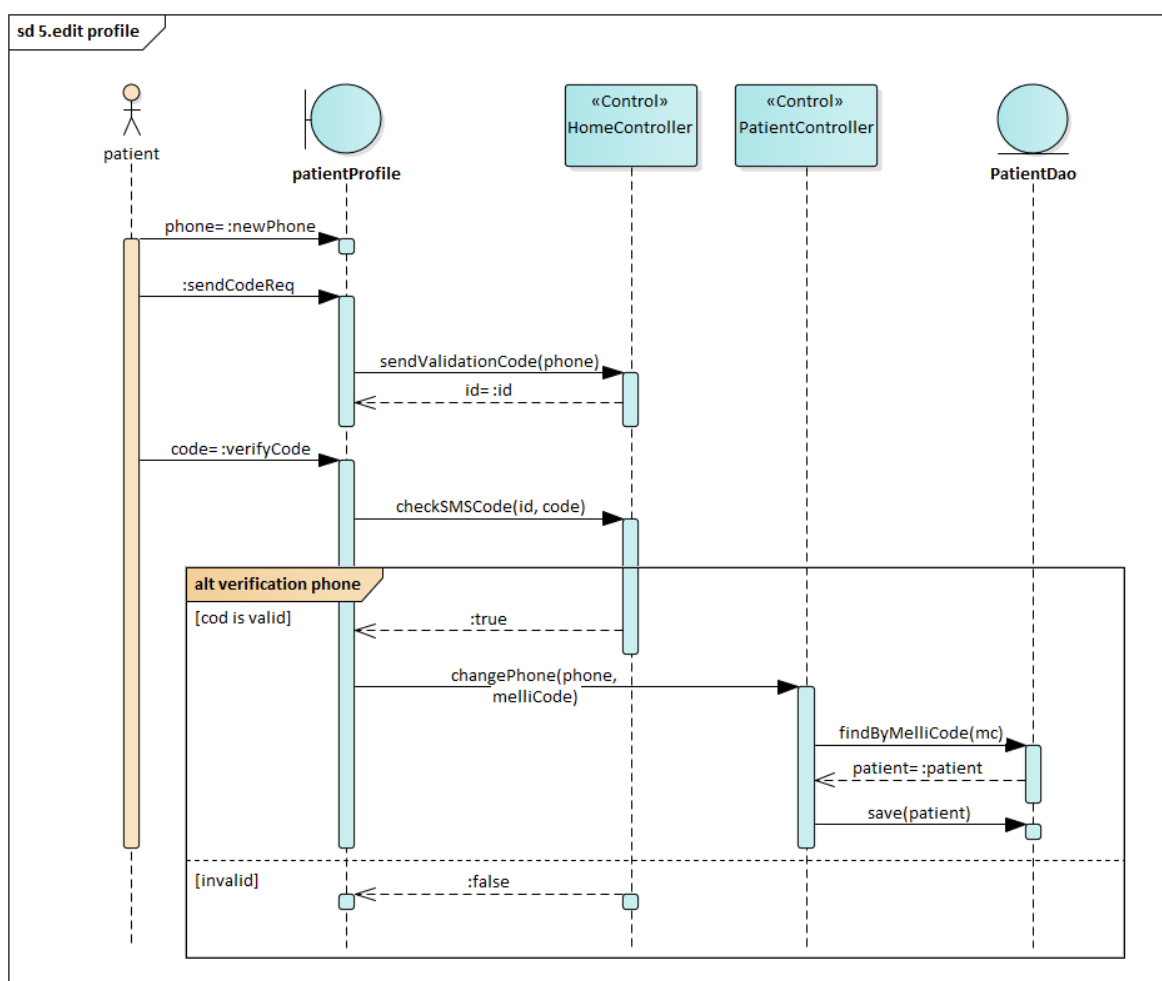 sd 5.edit profile
patient
patientProfile
«Control»
HomeController
«Control»
PatientController
PatientDao
phone= :newPhone
:sendCodeReq
sendValidationCode(phone)
id= :id
code= :verifyCode
checkSMSCode(id, code)
alt verification phone
[cod is valid]
:true
changePhone(phone,
melliCode)
findByMelliCode(mc)
patient= :patient
save(patient)
[invalid]
:false